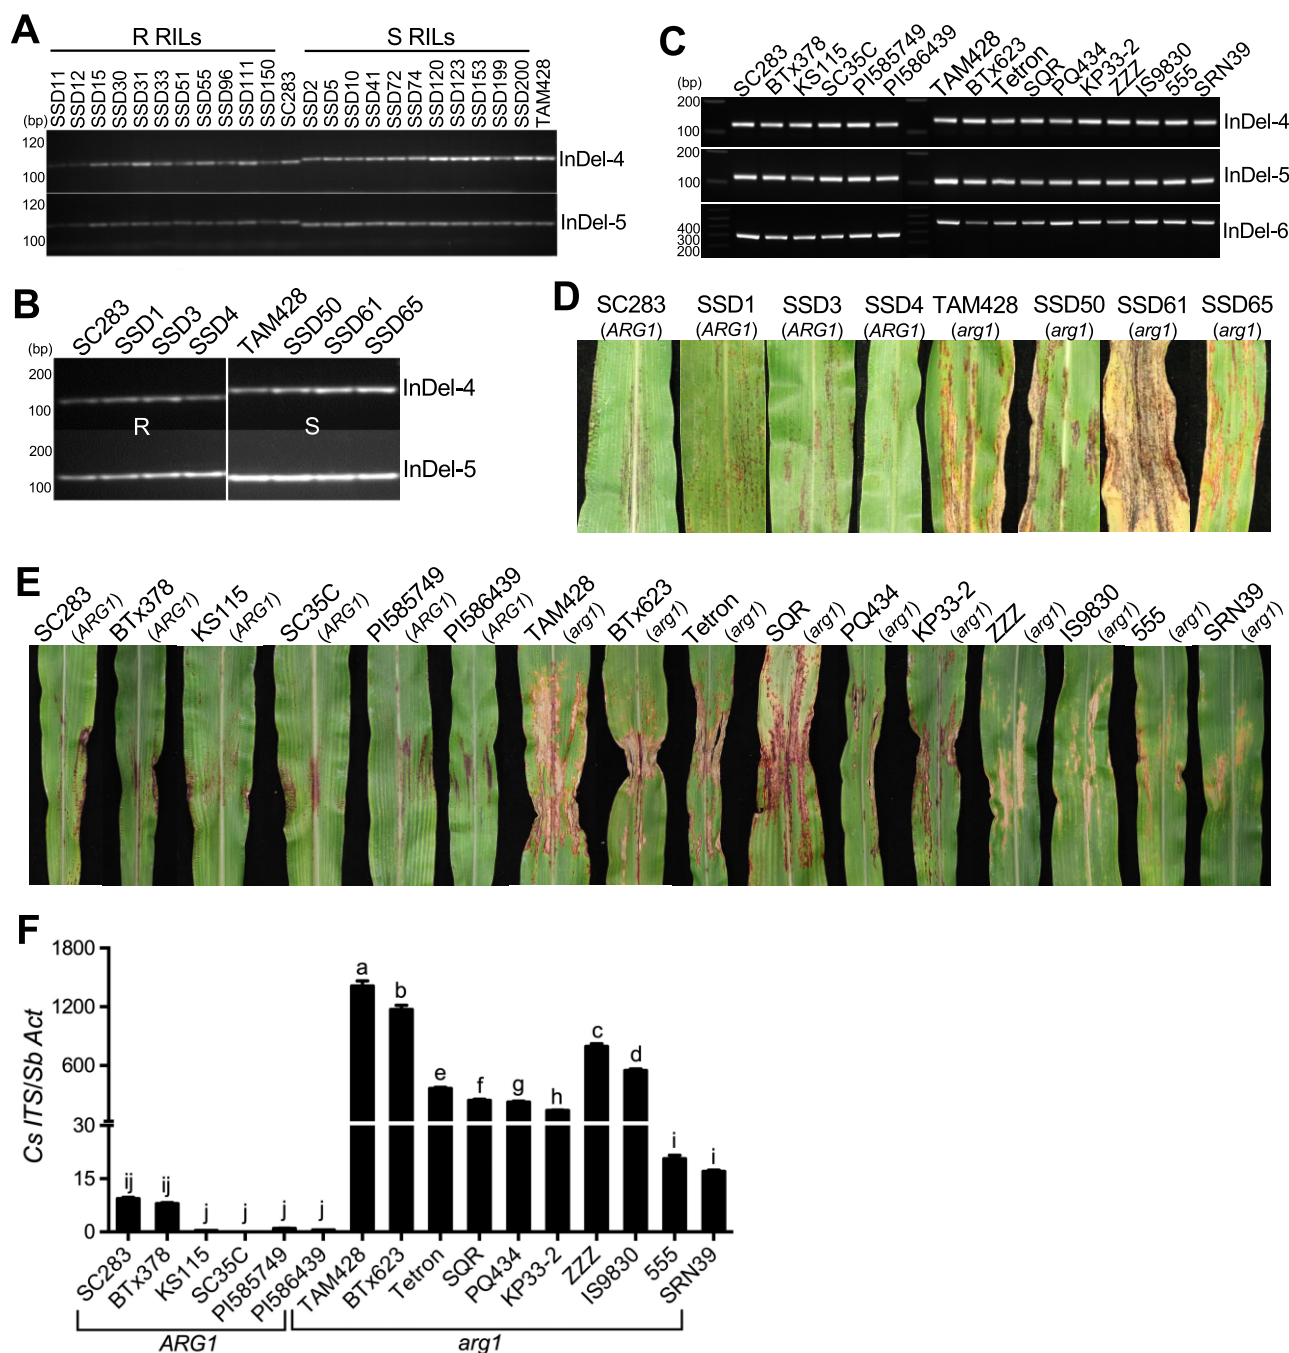 A
R RILs
S RILs
SSD11
SSD12
SSD15
SSD30
SSD31
SSD33
SSD51
SSD55
SSD96
SSD111
SSD150
SC283
SSD2
SSD5
SSD10
SSD41
SSD72
SSD74
SSD120
SSD123
SSD153
SSD199
SSD200
TAM428
(bp)
120
100
InDel-4
120
100
InDel-5
B
SC283
SSD1
SSD3
SSD4
TAM428
SSD50
SSD61
SSD65
(bp)
200
100
InDel-4
R
S
200
100
InDel-5
C
SC283
BTx378
KS115
SC35C
PI585749
PI586439
TAM428
BTx623
Tetron
SQR
PQ434
KP33-2
ZZZ
IS9830
555
SRN39
(bp)
200
100
InDel-4
200
100
InDel-5
400
300
200
InDel-6
D
SC283 SSD1 SSD3 SSD4 TAM428 SSD50 SSD61 SSD65
(ARG1) (ARG1) (ARG1) (ARG1) (arg1) (arg1) (arg1) (arg1)
E
SC283 (ARG1)
BTx378 (ARG1)
KS115 (ARG1)
SC35C (ARG1)
PI585749 (ARG1)
PI586439 (ARG1)
TAM428 (arg1)
BTx623 (arg1)
Tetron (arg1)
SQR (arg1)
PQ434 (arg1)
KP33-2 (arg1)
ZZZ (arg1)
IS9830 (arg1)
555 (arg1)
SRN39 (arg1)
F
Cs ITS/Sb Act
1800
1200
600
30
15
0
ij
ij
j
j
j
j
a
b
e
f
g
h
c
d
i
i
SC283
BTx378
KS115
SC35C
PI585749
PI586439
TAM428
BTx623
Tetron
SQR
PQ434
KP33-2
ZZZ
IS9830
555
SRN39
ARG1
arg1